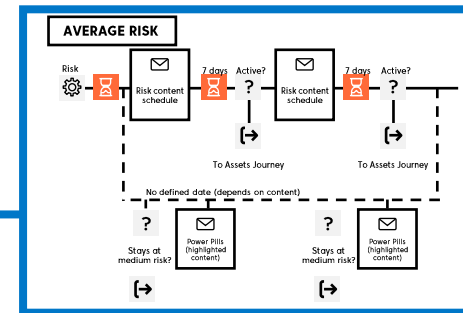 AVERAGE RISK
Risk
7 days
Active?
7 days
Active?
?
?
Risk content
schedule
Risk content
schedule
To Assets Journey
To Assets Journey
No defined date (depends on content)
?
?
Stays at
medium risk?
Power Pills
(highlighted
content)
Stays at
medium risk?
Power Pills
(highlighted
content)